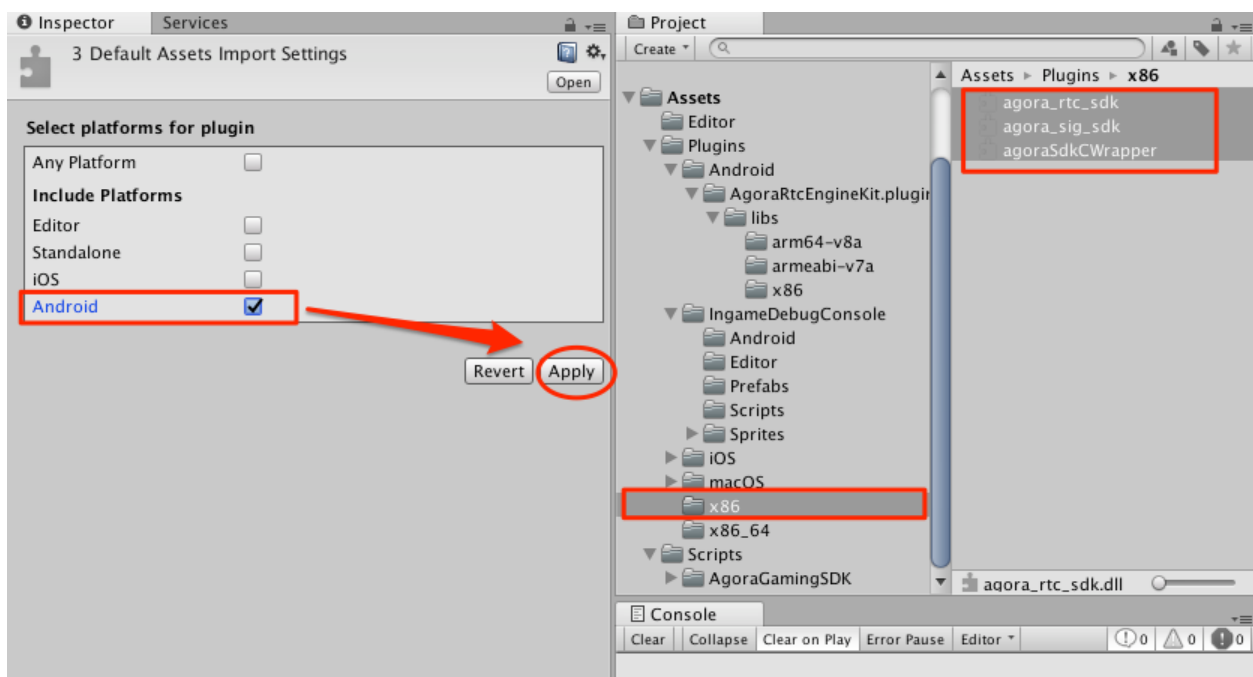 Inspector
Services
3 Default Assets Import Settings
Open
Select platforms for plugin
Any Platform
Include Platforms
Editor
Standalone
iOS
Android
Revert
Apply
Project
Create
Assets
Editor
Plugins
Android
AgoraRtcEngineKit.plugin
libs
arm64-v8a
armeabi-v7a
x86
IngameDebugConsole
Android
Editor
Prefabs
Scripts
Sprites
iOS
macOS
x86
x86_64
Scripts
AgoraGamingSDK
Assets Plugins x86
agora_rtc_sdk
agora_sig_sdk
agoraSdkCWrapper
agora_rtc_sdk.dll
Console
Clear Collapse Clear on Play Error Pause Editor 0 0 0